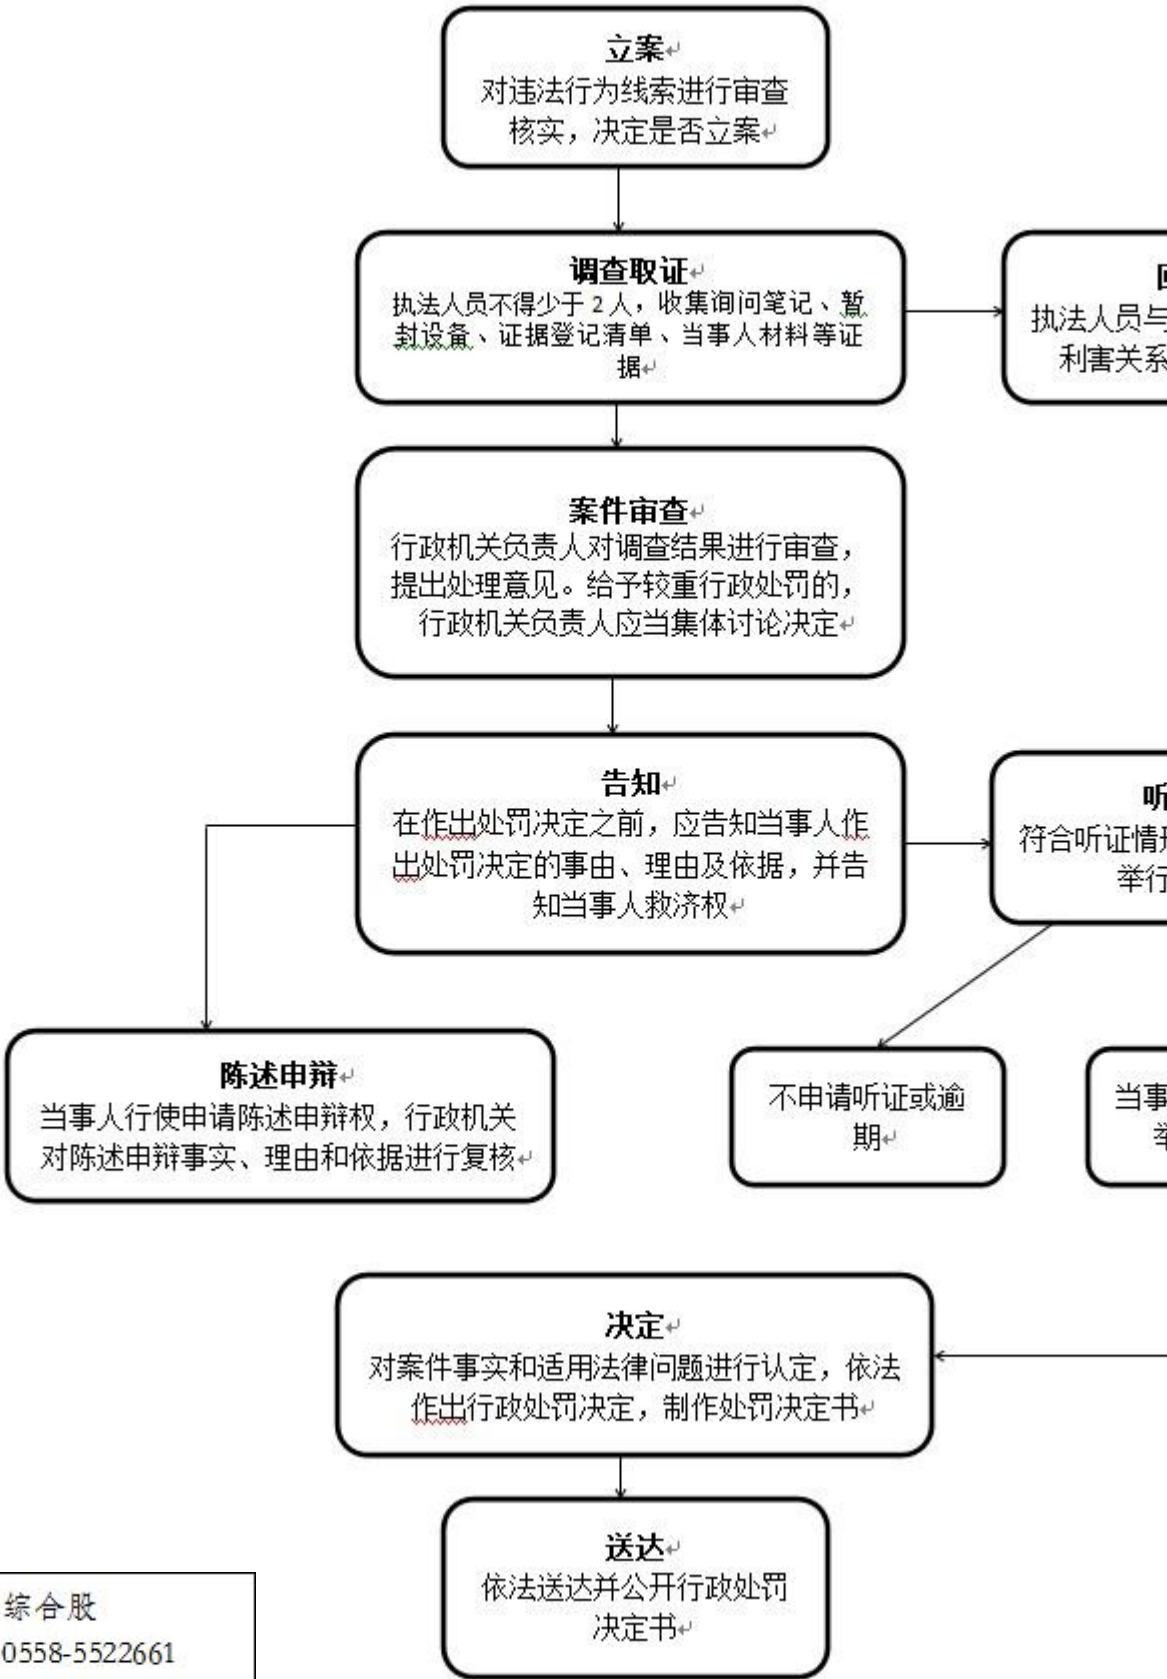 立案
对违法行为线索进行审查
核实，决定是否立案
调查取证
执法人员不得少于 2 人，收集询问笔记、暂
封设备、证据登记清单、当事人材料等证
据
执法人员与
利害关系
案件审查
行政机关负责人对调查结果进行审查，
提出处理意见。给予较重行政处罚的，
行政机关负责人应当集体讨论决定
告知
在作出处罚决定之前，应告知当事人作
出处罚决定的事由、理由及依据，并告
知当事人救济权
听
符合听证情形
举行
陈述申辩
当事人行使申请陈述申辩权，行政机关
对陈述申辩事实、理由和依据进行复核
不申请听证或逾
期
当事
决定
对案件事实和适用法律问题进行认定，依法
作出行政处罚决定，制作处罚决定书
送达
依法送达并公开行政处罚
决定书
综合股
0558-5522661